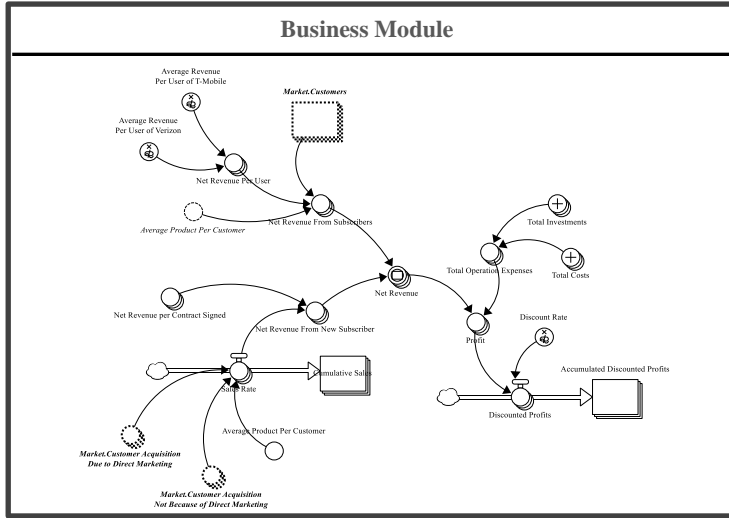 Business Module
Average Revenue
Per User of T-Mobile
Market.Customers
Average Revenue
Per User of Verizon
Net Revenue Per User
Average Product Per Customer
Net Revenue From Subscribers
Total Investments
Total Operation Expenses
Total Costs
Net Revenue
Net Revenue per Contract Signed
Net Revenue From New Subscriber
Profit
Discount Rate
Cumulative Sales
Accumulated Discounted Profits
Sales Rate
Discounted Profits
Average Product Per Customer
Market.Customer Acquisition
Due to Direct Marketing
Market.Customer Acquisition
Not Because of Direct Marketing